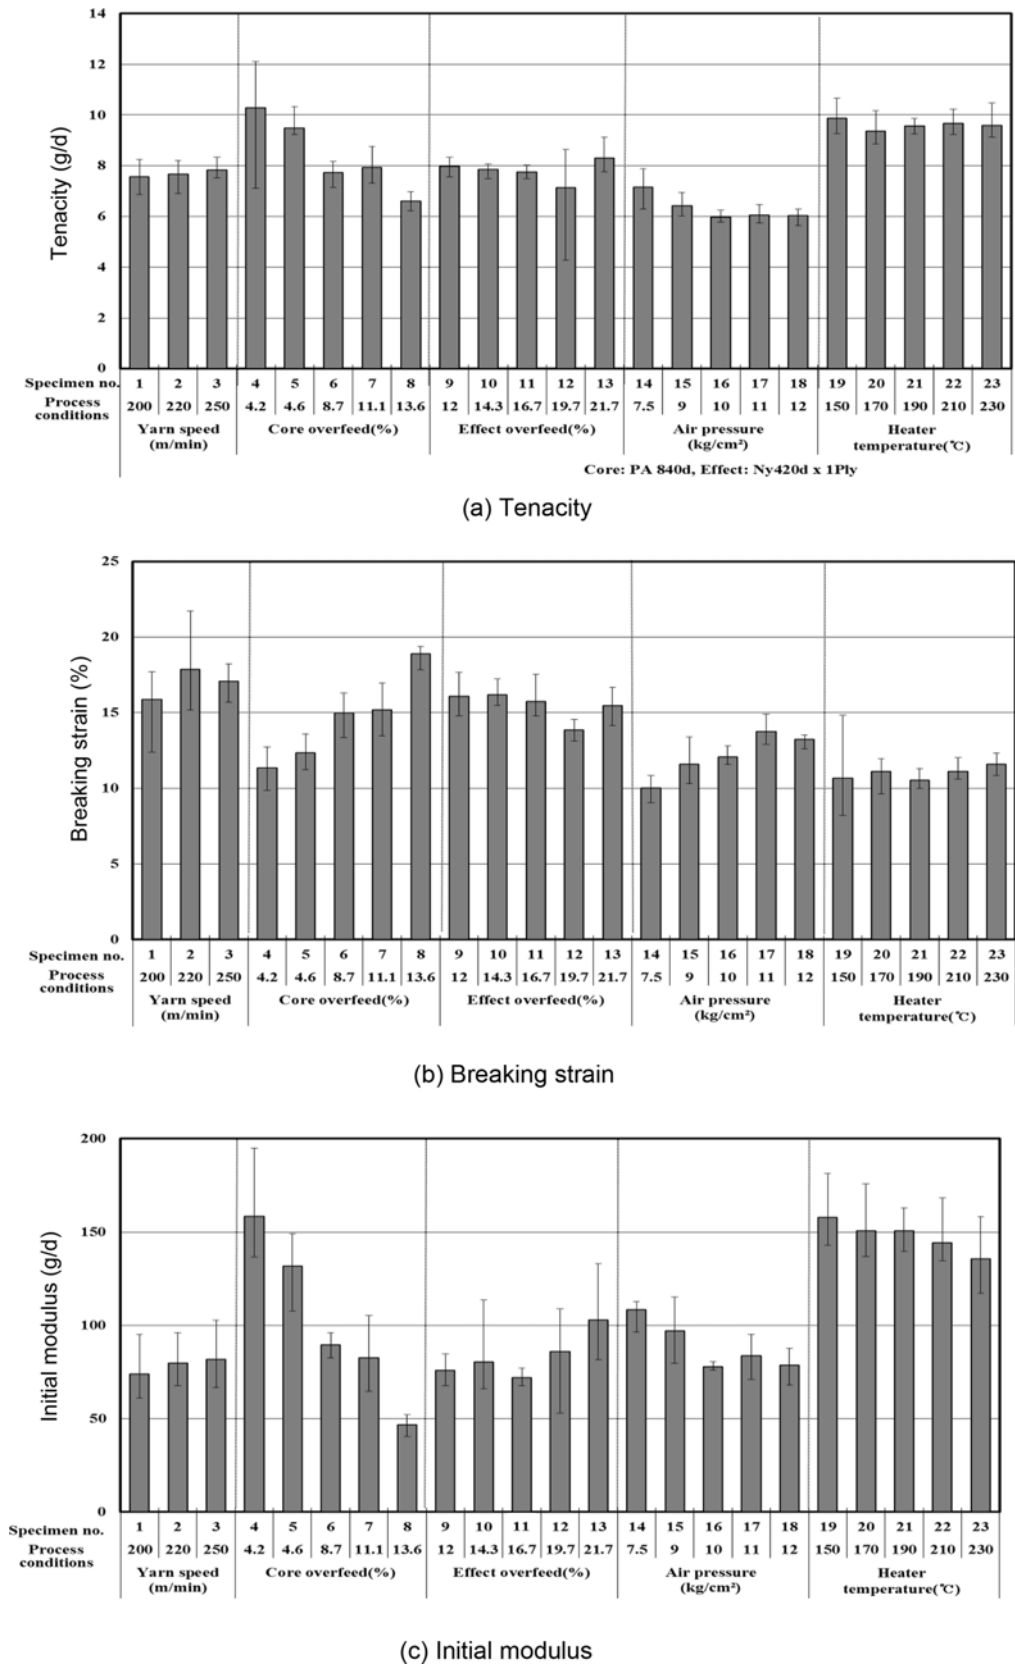 14
12
10
8
6
4
2
0
Tenacity (g/d)
Specimen no. 1 2 3 4 5 6 7 8 9 10 11 12 13 14 15 16 17 18 19 20 21 22 23
Process conditions 200 220 250 4.2 4.6 8.7 11.1 13.6 12 14.3 16.7 19.7 21.7 7.5 9 10 11 12 150 170 190 210 230
Yarn speed Core overfeed(%) Effect overfeed(%) Air pressure Heater
(m/min) (kg/cm²) temperature(℃)
Core: PA 840d, Effect: Ny420d x 1Ply
(a) Tenacity
25
20
15
10
5
0
Breaking strain (%)
Specimen no. 1 2 3 4 5 6 7 8 9 10 11 12 13 14 15 16 17 18 19 20 21 22 23
Process conditions 200 220 250 4.2 4.6 8.7 11.1 13.6 12 14.3 16.7 19.7 21.7 7.5 9 10 11 12 150 170 190 210 230
Yarn speed Core overfeed(%) Effect overfeed(%) Air pressure Heater
(m/min) (kg/cm²) temperature(℃)
(b) Breaking strain
200
150
100
50
0
Initial modulus (g/d)
Specimen no. 1 2 3 4 5 6 7 8 9 10 11 12 13 14 15 16 17 18 19 20 21 22 23
Process conditions 200 220 250 4.2 4.6 8.7 11.1 13.6 12 14.3 16.7 19.7 21.7 7.5 9 10 11 12 150 170 190 210 230
Yarn speed Core overfeed(%) Effect overfeed(%) Air pressure Heater
(m/min) (kg/cm²) temperature(℃)
(c) Initial modulus